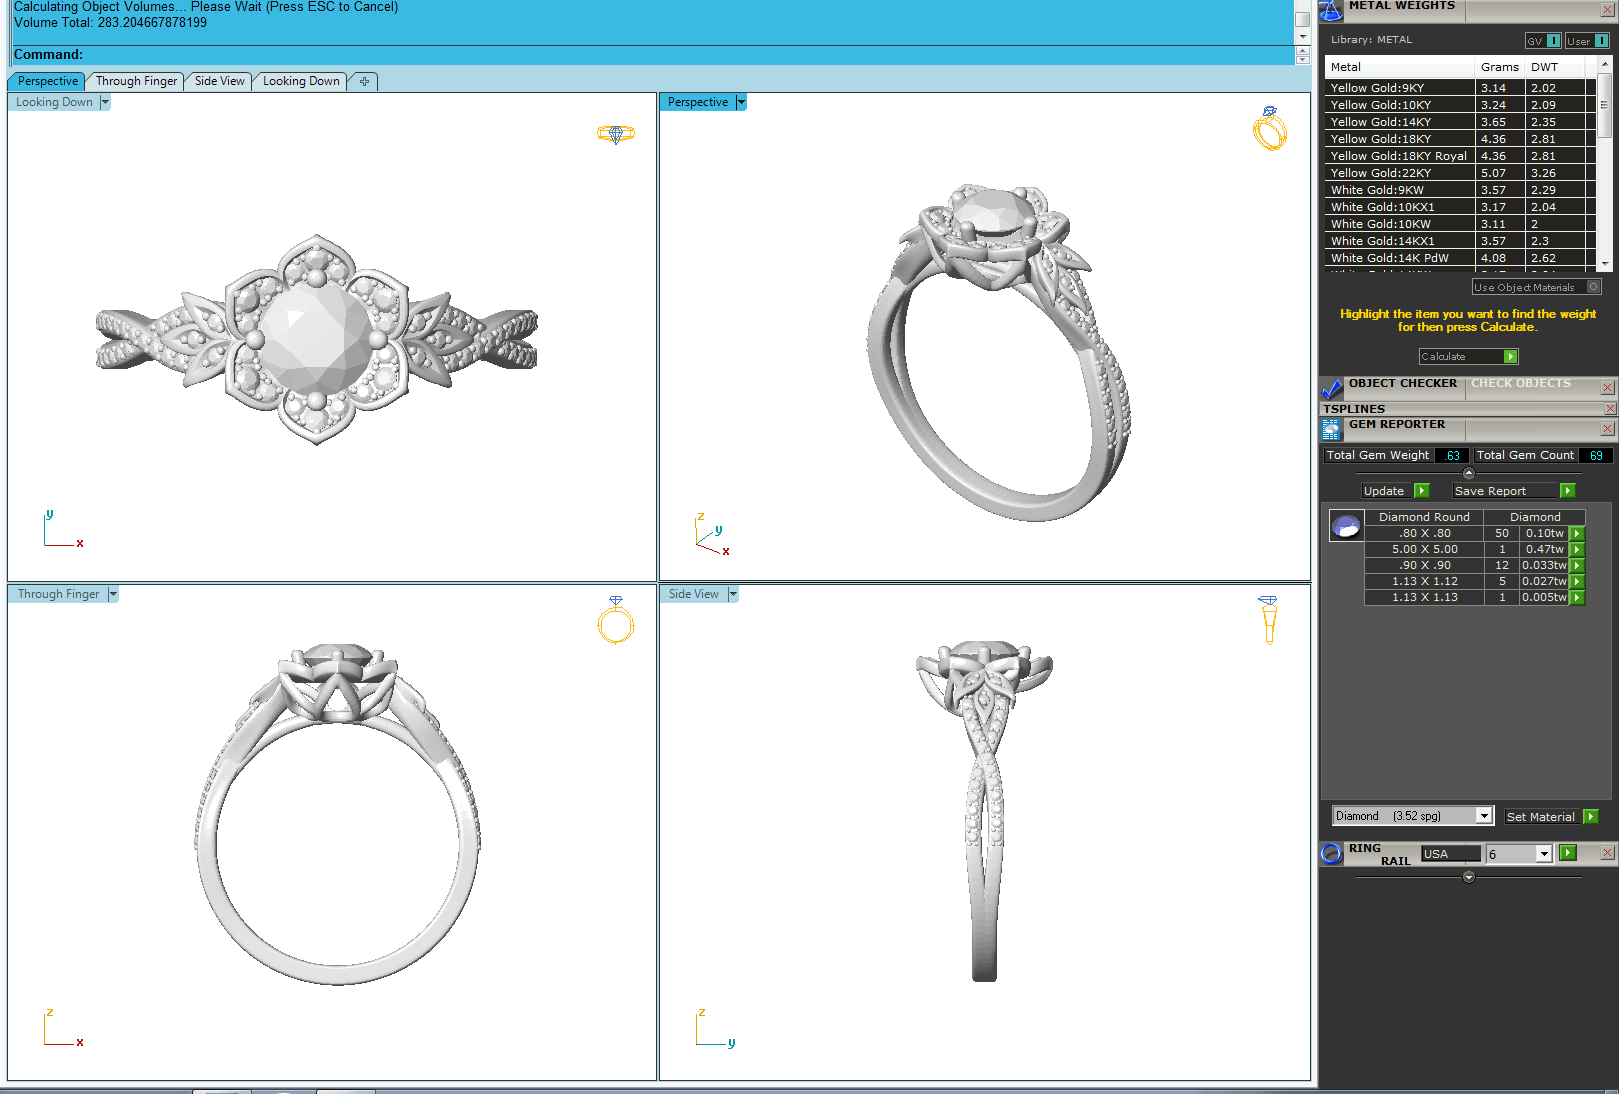 Calculating Object Volumes... Please Wait (Press ESC to Cancel)
Volume Total: 283.204667878199
Command:
Perspective Through Finger Side View Looking Down
Looking Down
y
x
Perspective
z
y
x
Through Finger
z
x
Side View
z
y
METAL WEIGHTS
Library: METAL GV I User I
Metal Grams DWT
Yellow Gold:9KY 3.14 2.02
Yellow Gold:10KY 3.24 2.09
Yellow Gold:14KY 3.65 2.35
Yellow Gold:18KY 4.36 2.81
Yellow Gold:18KY Royal 4.36 2.81
Yellow Gold:22KY 5.07 3.26
White Gold:9KW 3.57 2.29
White Gold:10KX1 3.17 2.04
White Gold:10KW 3.11 2
White Gold:14KX1 3.57 2.3
White Gold:14K PdW 4.08 2.62
Use Object Materials
Highlight the item you want to find the weight
for then press Calculate.
Calculate
OBJECT CHECKER CHECK OBJECTS
TSPLINES
GEM REPORTER
Total Gem Weight .63 Total Gem Count 69
Update Save Report
Diamond Round Diamond
.80 X .80 50 0.10tw
5.00 X 5.00 1 0.47tw
.90 X .90 12 0.033tw
1.13 X 1.12 5 0.027tw
1.13 X 1.13 1 0.005tw
Diamond (3.52 spg) Set Material
RING RAIL USA 6